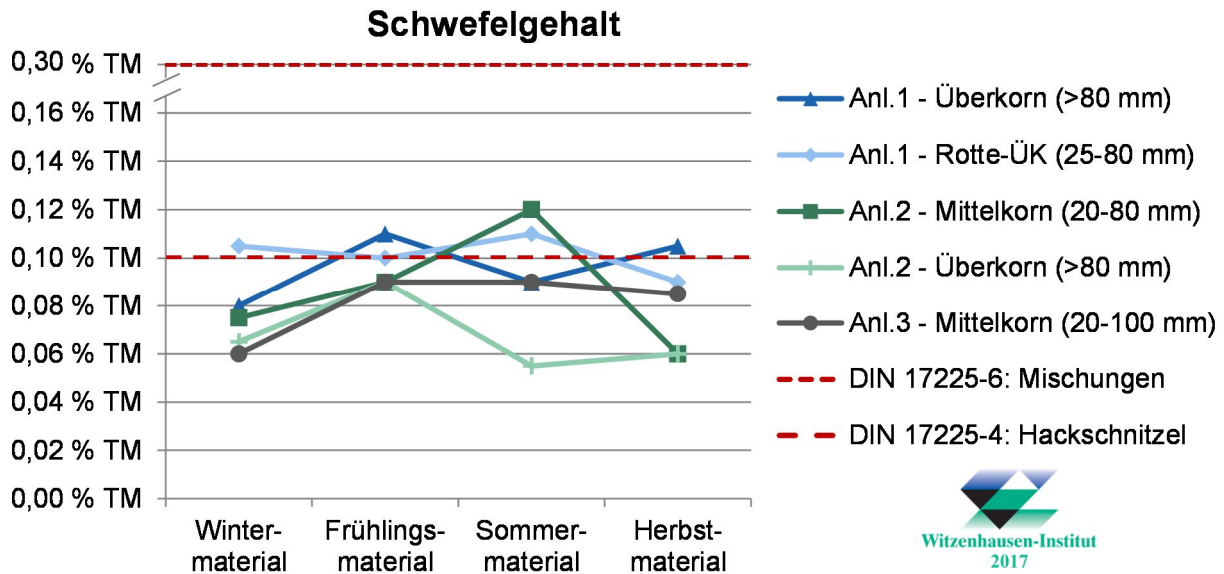 Schwefelgehalt
0,30 % TM
0,16 % TM
0,14 % TM
0,12 % TM
0,10 % TM
0,08 % TM
0,06 % TM
0,04 % TM
0,02 % TM
0,00 % TM
Winter-
material
Frühlings-
material
Sommer-
material
Herbst-
material
Anl.1 - Überkorn (>80 mm)
Anl.1 - Rotte-ÜK (25-80 mm)
Anl.2 - Mittelkorn (20-80 mm)
Anl.2 - Überkorn (>80 mm)
Anl.3 - Mittelkorn (20-100 mm)
DIN 17225-6: Mischungen
DIN 17225-4: Hackschnitzel
Witzenhausen-Institut
2017